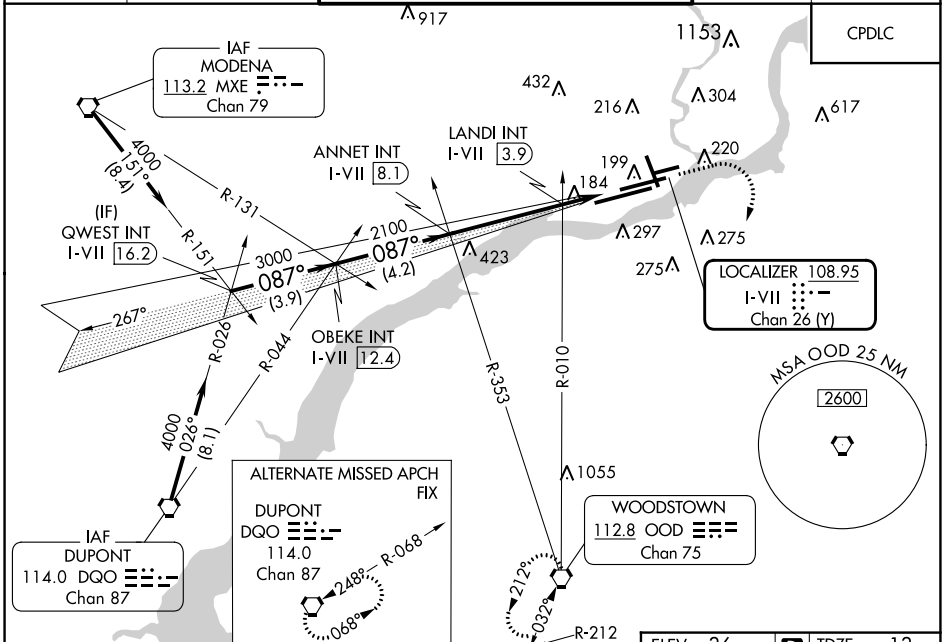 917
1153
CPDLC
IAF
MODENA
113.2 MXE
Chan 79
432
216
304
617
LANDI INT
I-VII 3.9
ANNET INT
I-VII 8.1
199
220
184
4000
151°
(8.4)
R-131
(IF)
QWEST INT
I-VII 16.2
R-151
3000
087°
(3.9)
2100
087°
(4.2)
423
297
275
275
LOCALIZER 108.95
I-VII
Chan 26 (Y)
267°
R-026
R-044
OBEKE INT
I-VII 12.4
R-353
R-010
MSA OOD 25 NM
2600
4000
026°
(8.1)
1055
ALTERNATE MISSED APCH
FIX
DUPONT
DQO
114.0
Chan 87
R-068
248°
068°
WOODSTOWN
112.8 OOD
Chan 75
IAF
DUPONT
114.0 DQO
Chan 87
212°
032°
R-212